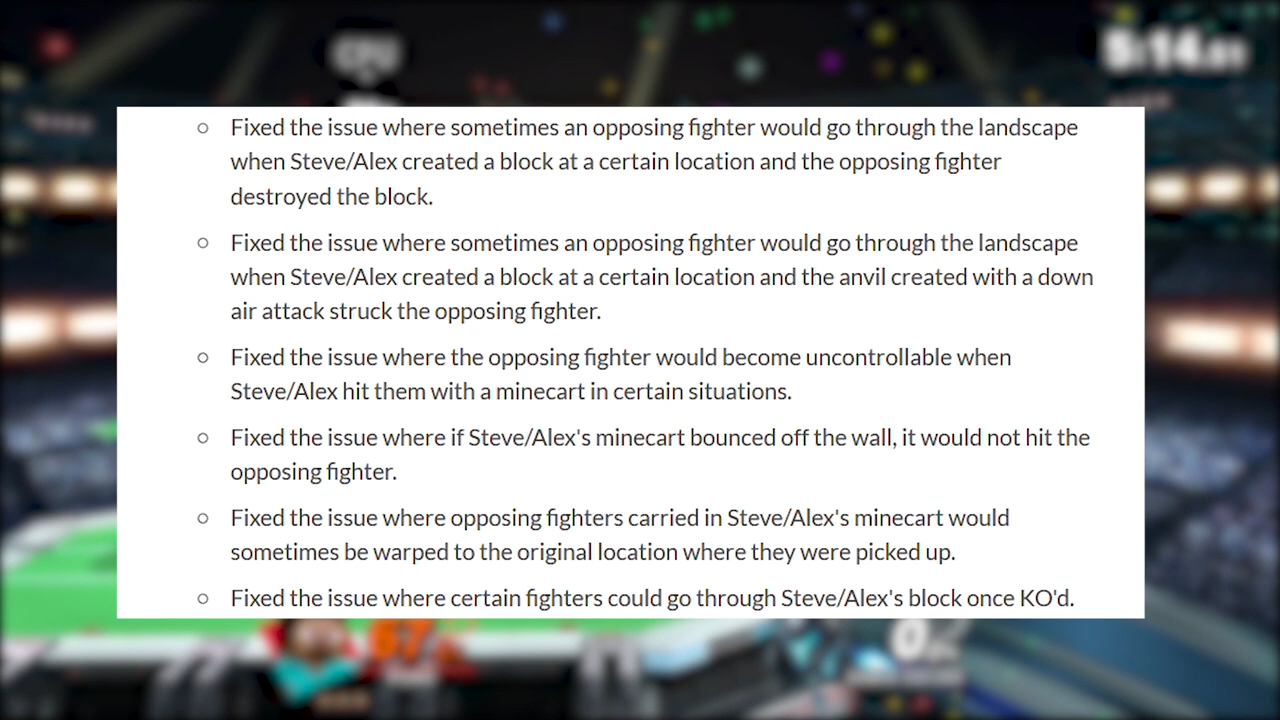 CPU
5:14
Fixed the issue where sometimes an opposing fighter would go through the landscape
when Steve/Alex created a block at a certain location and the opposing fighter
destroyed the block.
Fixed the issue where sometimes an opposing fighter would go through the landscape
when Steve/Alex created a block at a certain location and the anvil created with a down
air attack struck the opposing fighter.
Fixed the issue where the opposing fighter would become uncontrollable when
Steve/Alex hit them with a minecart in certain situations.
Fixed the issue where if Steve/Alex's minecart bounced off the wall, it would not hit the
opposing fighter.
Fixed the issue where opposing fighters carried in Steve/Alex's minecart would
sometimes be warped to the original location where they were picked up.
Fixed the issue where certain fighters could go through Steve/Alex's block once KO'd.